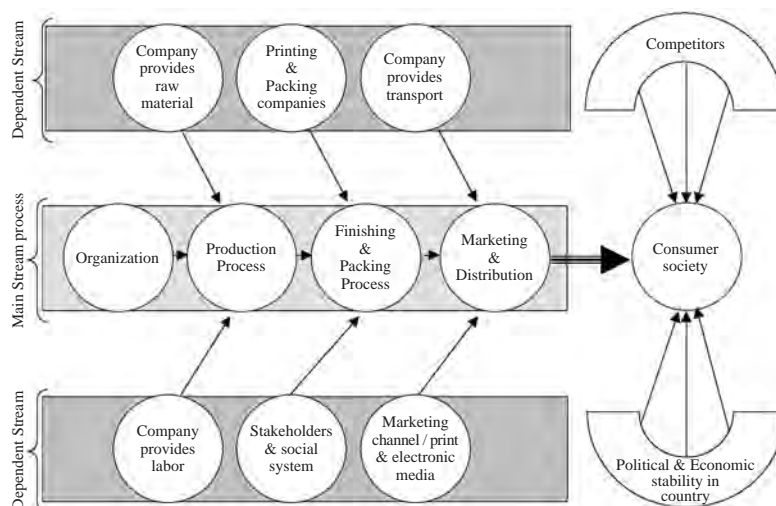 Dependent Stream
Company
provides
raw
material
Printing
&
Packing
companies
Company
provides
transport
Competitors
Main Stream process
Organization
Production
Process
Finishing
&
Packing
Process
Marketing
&
Distribution
Consumer
society
Dependent Stream
Company
provides
labor
Stakeholders
& social
system
Marketing
channel / print
& electronic
media
Political & Economic
stability in
country